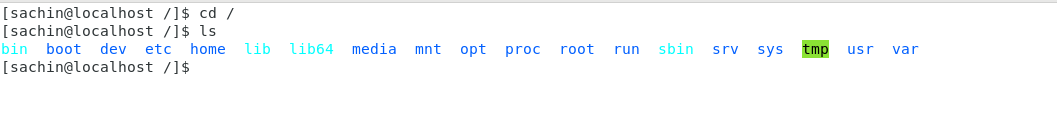 [sachin@localhost /]$ cd /
[sachin@localhost /]$ ls
bin  boot  dev  etc  home  lib  lib64  media  mnt  opt  proc  root  run  sbin  srv  sys  tmp  usr  var
[sachin@localhost /]$